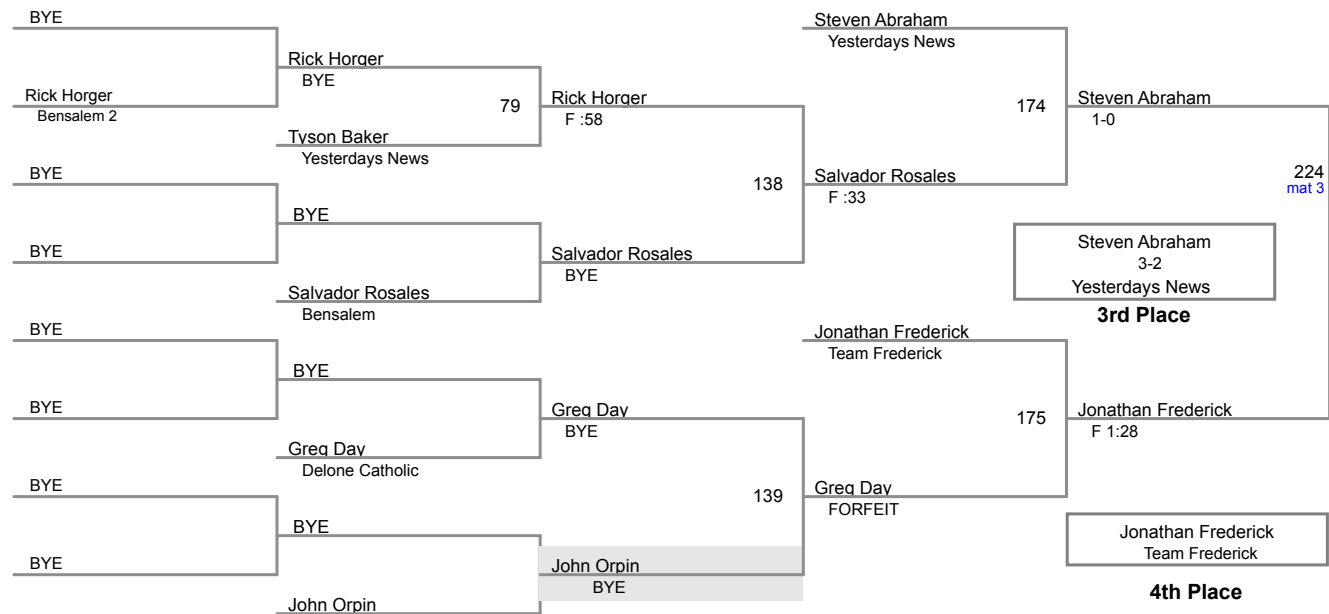 BYE
Rick Horger
Bensalem 2
BYE
BYE
BYE
BYE
BYE
BYE
Rick Horger
BYE
Tyson Baker
Yesterdays News
BYE
Salvador Rosales
Bensalem
BYE
Greg Day
Delone Catholic
BYE
John Orpin
79
Rick Horger
F :58
Salvador Rosales
BYE
Greg Day
BYE
John Orpin
BYE
138
139
Steven Abraham
Yesterdays News
Salvador Rosales
F :33
Jonathan Frederick
Team Frederick
Greg Day
FORFEIT
174
175
Steven Abraham
1-0
Jonathan Frederick
F 1:28
224
mat 3
Steven Abraham
3-2
Yesterdays News
3rd Place
Jonathan Frederick
Team Frederick
4th Place